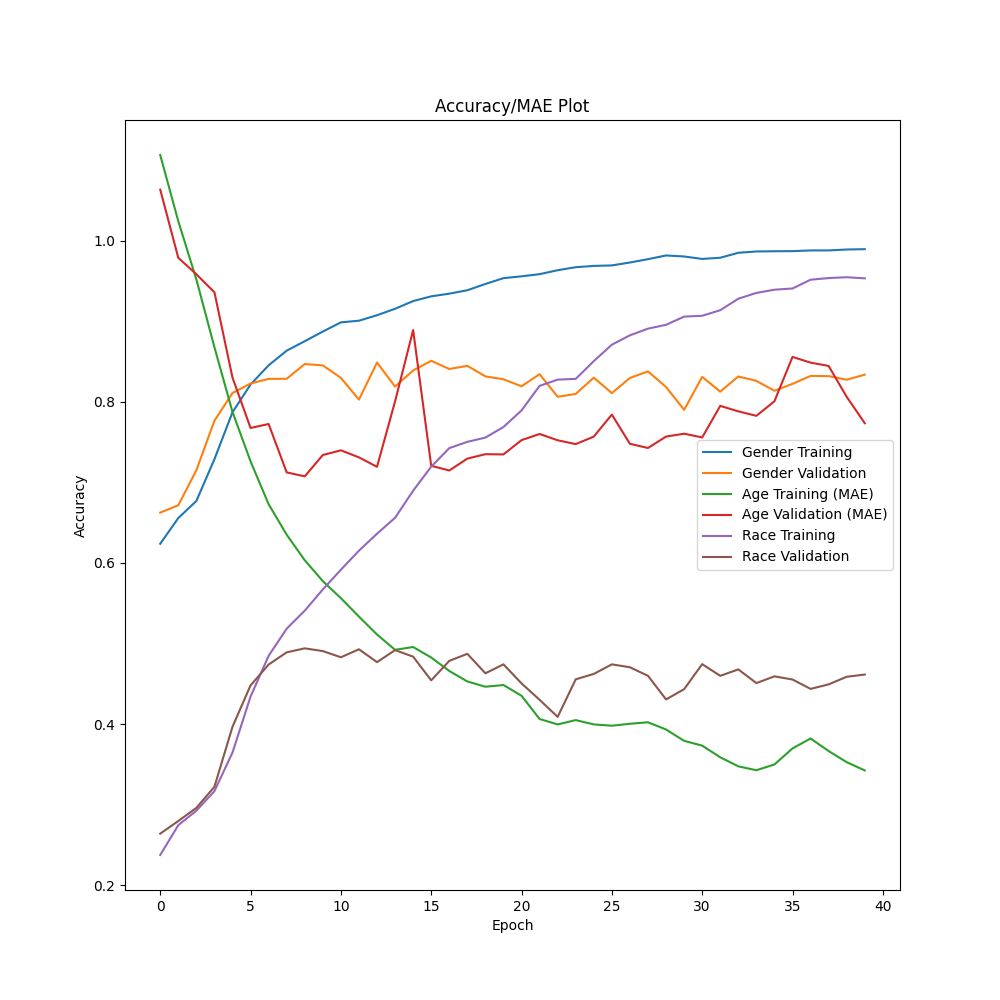 Accuracy/MAE Plot
Accuracy
1.0
0.8
0.6
0.4
0.2
Gender Training
Gender Validation
Age Training (MAE)
Age Validation (MAE)
Race Training
Race Validation
0 5 10 15 20 25 30 35 40
Epoch